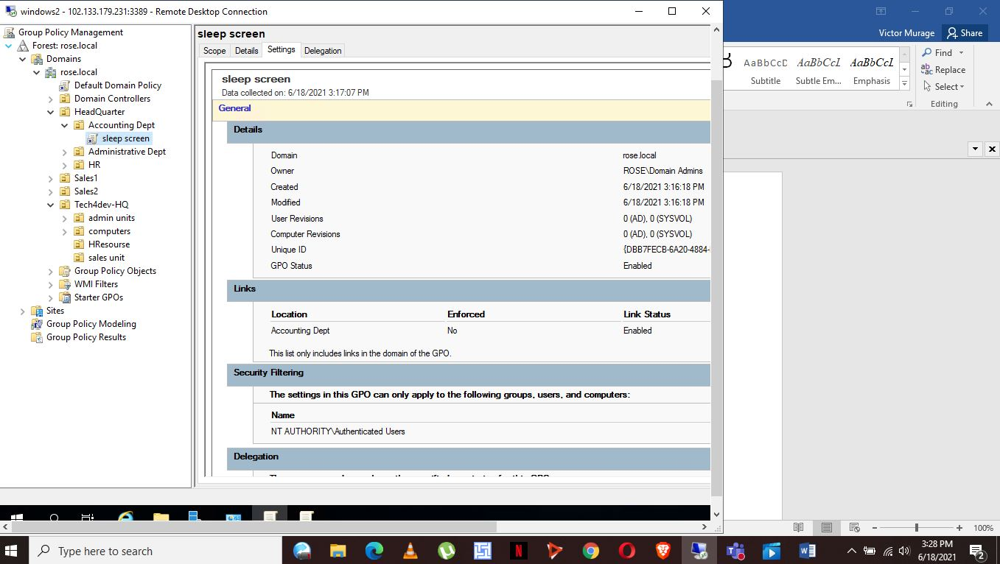 windows2 - 102.133.179.231:3389 - Remote Desktop Connection
Group Policy Management
Forest: rose.local
Domains
rose.local
Default Domain Policy
Domain Controllers
HeadQuarter
Accounting Dept
sleep screen
Administrative Dept
HR
Sales1
Sales2
Tech4dev-HQ
admin units
computers
HResourse
sales unit
Group Policy Objects
WMI Filters
Starter GPOs
Sites
Group Policy Modeling
Group Policy Results
sleep screen
Scope Details Settings Delegation
sleep screen
Data collected on: 6/18/2021 3:17:07 PM
General
Details
Domain rose.local
Owner ROSE\Domain Admins
Created 6/18/2021 3:16:18 PM
Modified 6/18/2021 3:16:18 PM
User Revisions 0 (AD), 0 (SYSVOL)
Computer Revisions 0 (AD), 0 (SYSVOL)
Unique ID {DBB7FECB-6A20-4884-
GPO Status Enabled
Links
Location Enforced Link Status
Accounting Dept No Enabled
This list only includes links in the domain of the GPO.
Security Filtering
The settings in this GPO can only apply to the following groups, users, and computers:
Name
NT AUTHORITY\Authenticated Users
Delegation
Victor Murage Share
AaBbCcD AaBbCcL AaBbCcL
Subtitle Subtle Em... Emphasis
Find
Replace
Select
Editing
100%
Type here to search
3:28 PM
6/18/2021
2